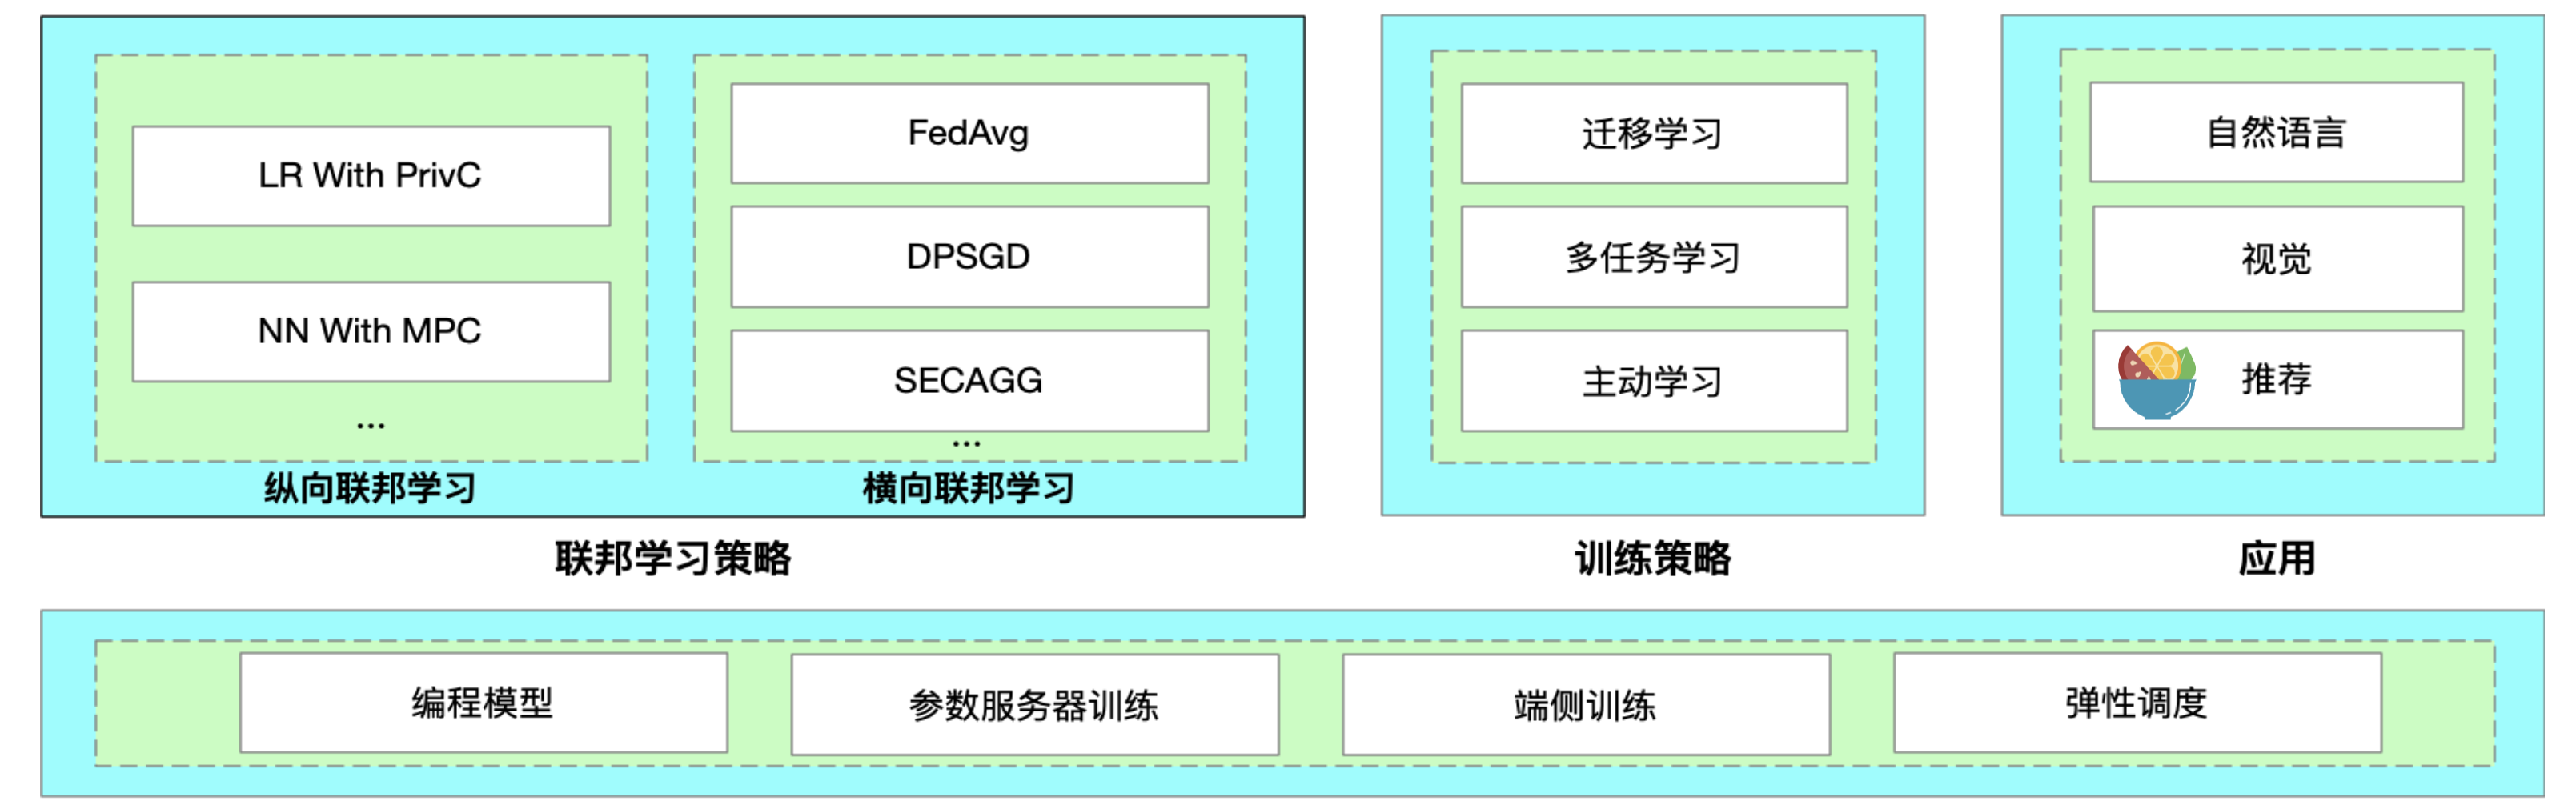 LR With PrivC
NN With MPC
...
纵向联邦学习
FedAvg
DPSGD
SECAGG
...
横向联邦学习
联邦学习策略
迁移学习
多任务学习
主动学习
训练策略
自然语言
视觉
推荐
应用
编程模型
参数服务器训练
端侧训练
弹性调度